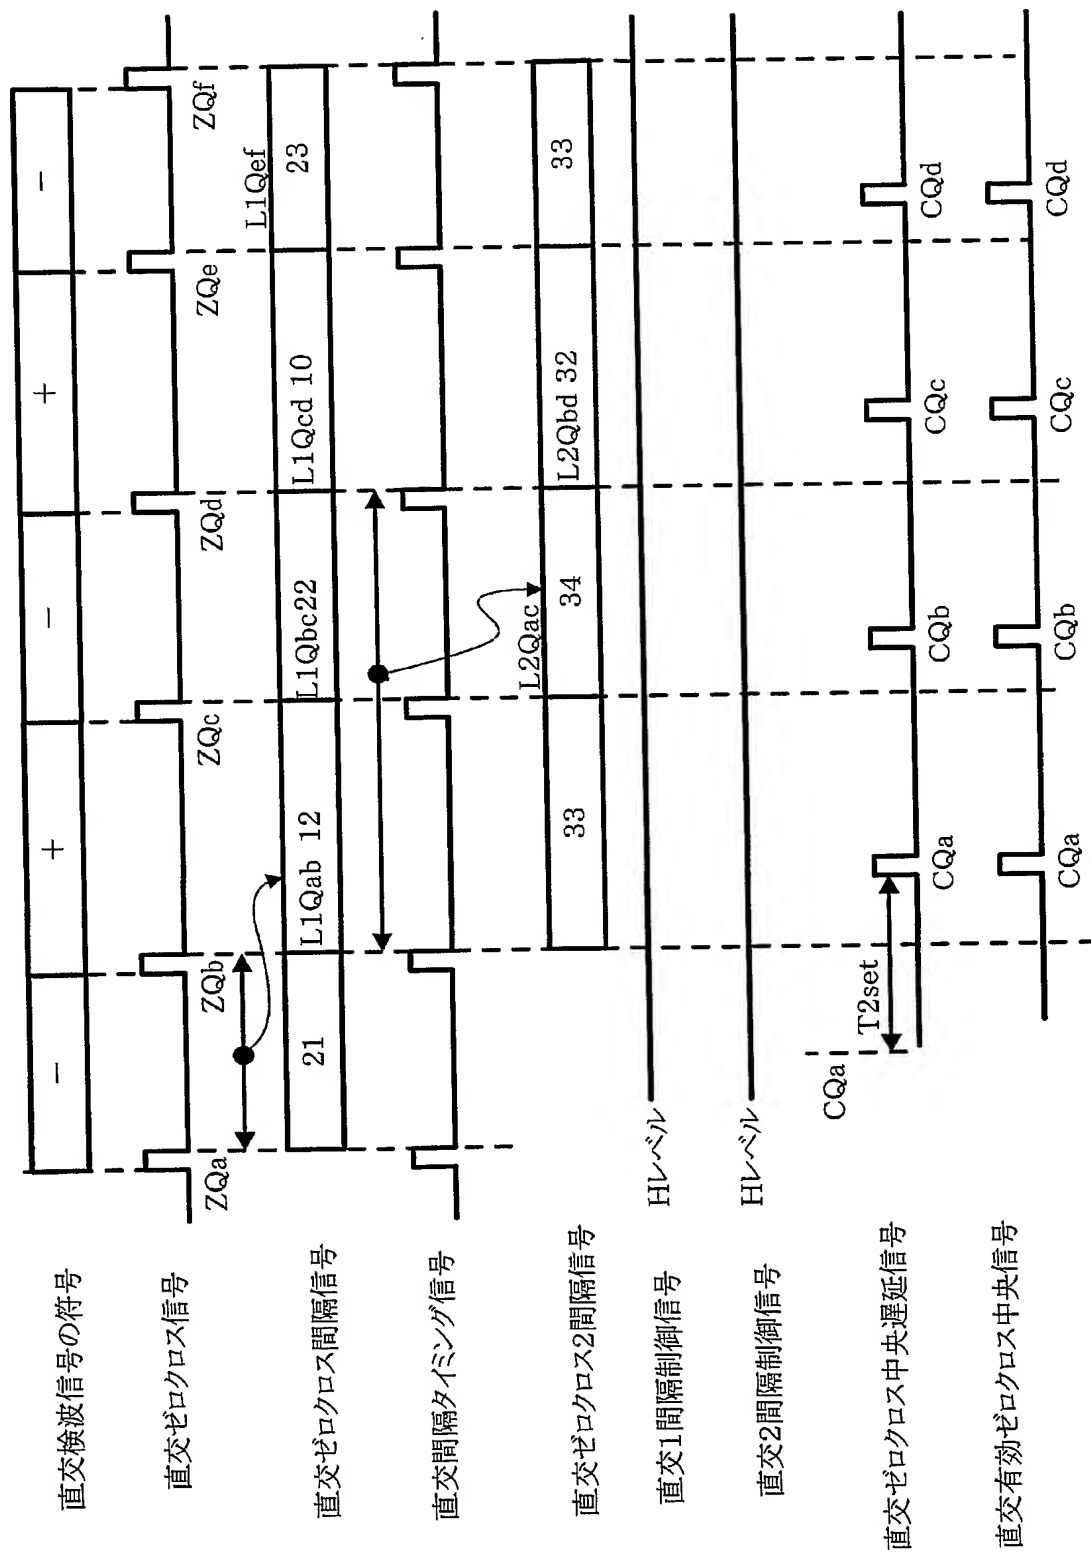 直交検波信号の符号
−
+
−
+
−
直交ゼロクロス信号
ZQa
ZQb
ZQc
ZQd
ZQe
ZQf
直交ゼロクロス間隔信号
21
L1Qab 12
L1Qbc22
L1Qcd 10
L1Qef
23
直交間隔タイミング信号
直交ゼロクロス2間隔信号
33
L2Qac
34
L2Qbd 32
33
直交1間隔制御信号
Hレベル
直交2間隔制御信号
Hレベル
直交ゼロクロス中央遅延信号
CQa
T2set
CQa
CQb
CQc
CQd
直交有効ゼロクロス中央信号
CQa
CQb
CQc
CQd